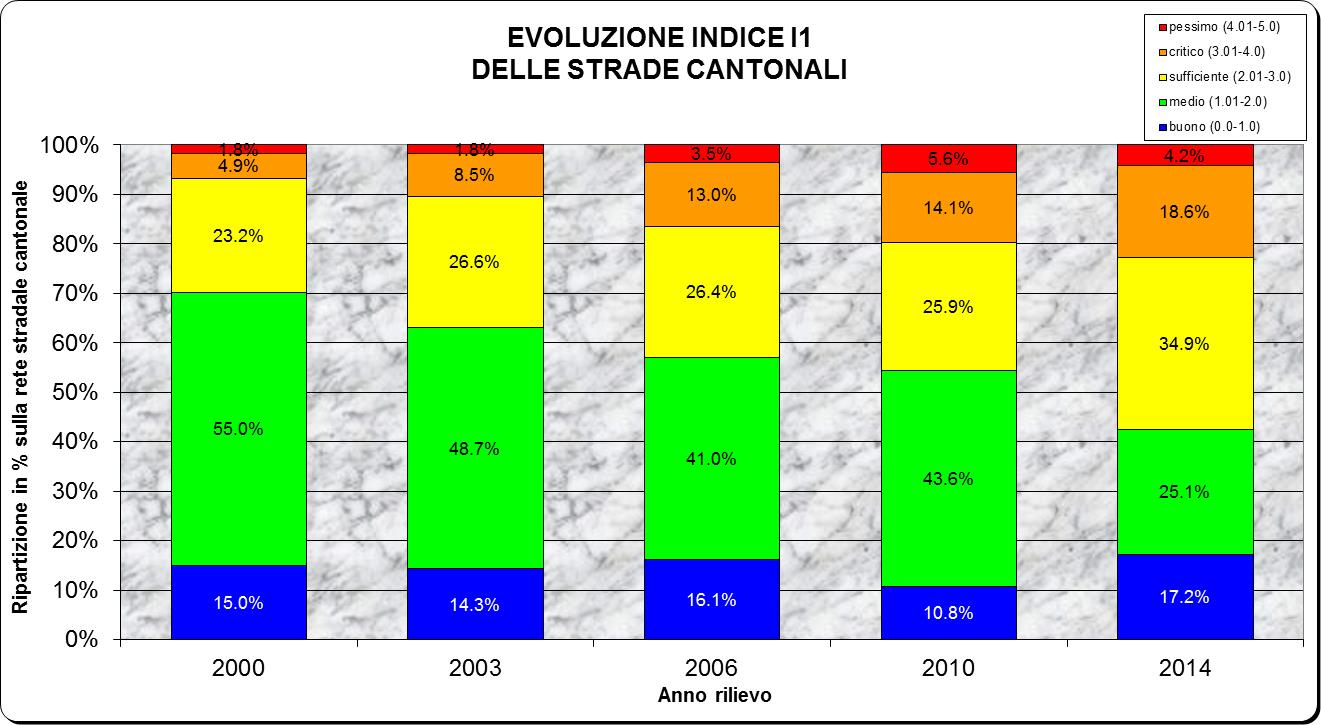 EVOLUZIONE INDICE I1
DELLE STRADE CANTONALI
pessimo (4.01-5.0)
critico (3.01-4.0)
sufficiente (2.01-3.0)
medio (1.01-2.0)
buono (0.0-1.0)
Ripartizione in % sulla rete stradale cantonale
100%
90%
80%
70%
60%
50%
40%
30%
20%
10%
0%
1.8% 1.8% 3.5% 5.6% 4.2%
4.9% 8.5% 13.0% 14.1% 18.6%
23.2% 26.6% 26.4% 25.9% 34.9%
55.0% 48.7% 41.0% 43.6% 25.1%
15.0% 14.3% 16.1% 10.8% 17.2%
2000 2003 2006 2010 2014
Anno rilievo